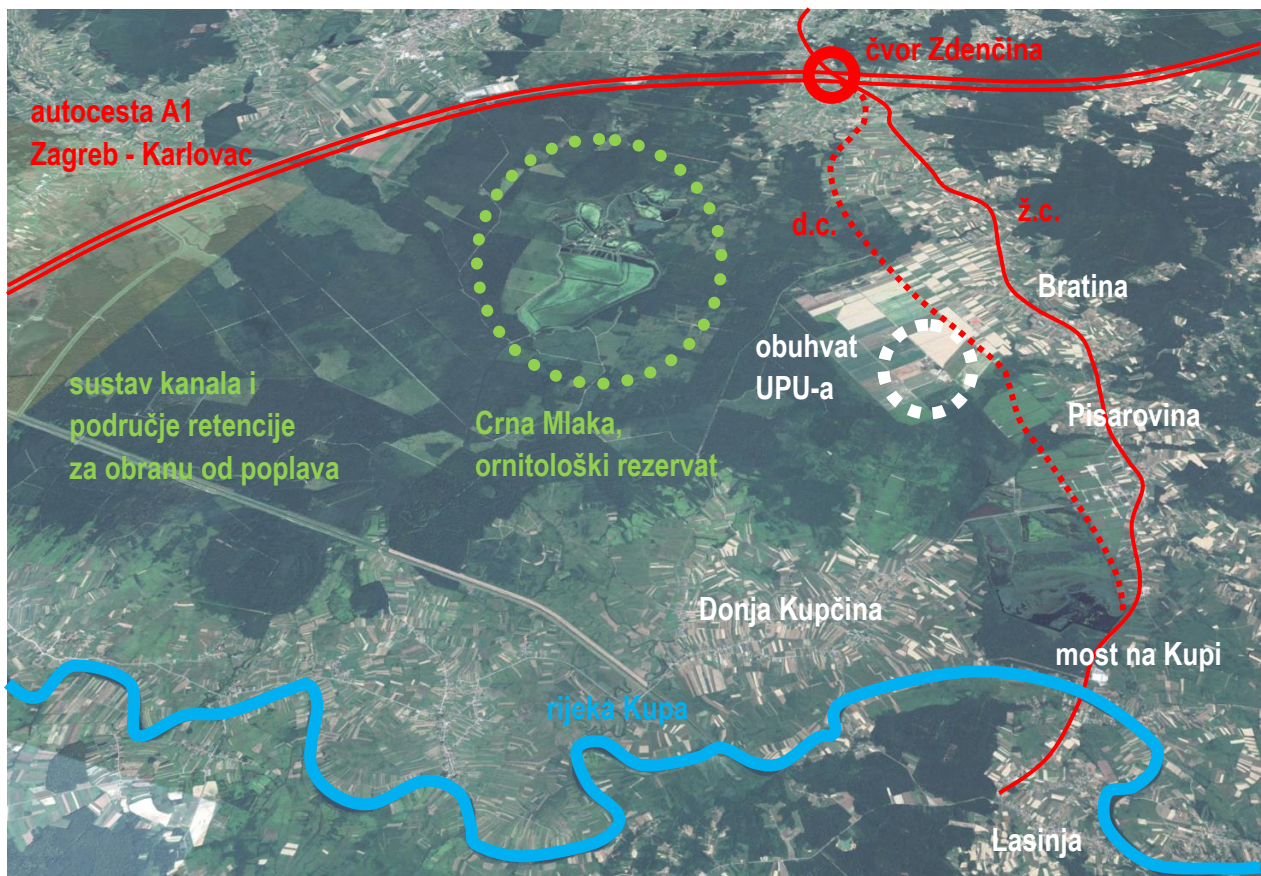 čvor Zdenčina
autocesta A1
Zagreb - Karlovac
d.c.
ž.c.
Bratina
obuhvat
UPU-a
sustav kanala i
područje retencije
za obranu od poplava
Crna Mlaka,
ornitološki rezervat
Pisarovina
Donja Kupčina
most na Kupi
rijeka Kupa
Lasinja